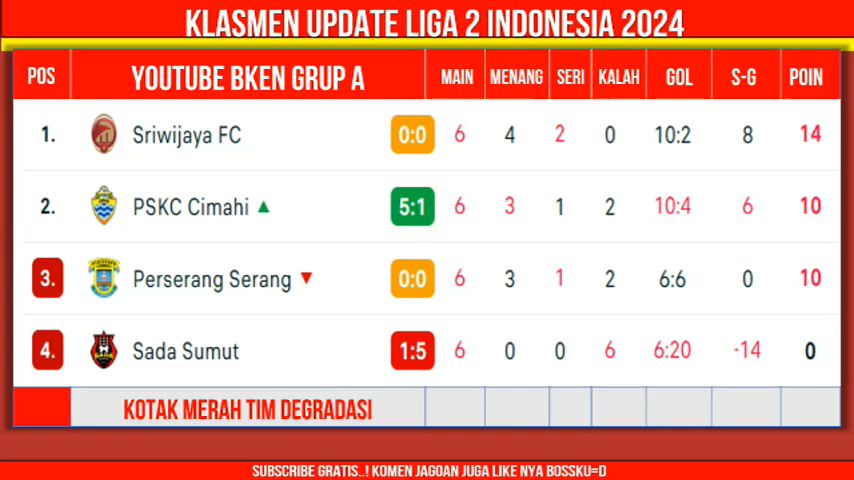 KLASMEN UPDATE LIGA 2 INDONESIA 2024
POS YOUTUBE BKEN GRUP A MAIN MENANG SERI KALAH GOL S-G POIN
1. Sriwijaya FC 0:0 6 4 2 0 10:2 8 14
2. PSKC Cimahi 5:1 6 3 1 2 10:4 6 10
3. Perserang Serang 0:0 6 3 1 2 6:6 0 10
4. Sada Sumut 1:5 6 0 0 6 6:20 -14 0
KOTAK MERAH TIM DEGRADASI
SUBSCRIBE GRATIS..! KOMEN JAGOAN JUGA LIKE NYA BOSSKU=D